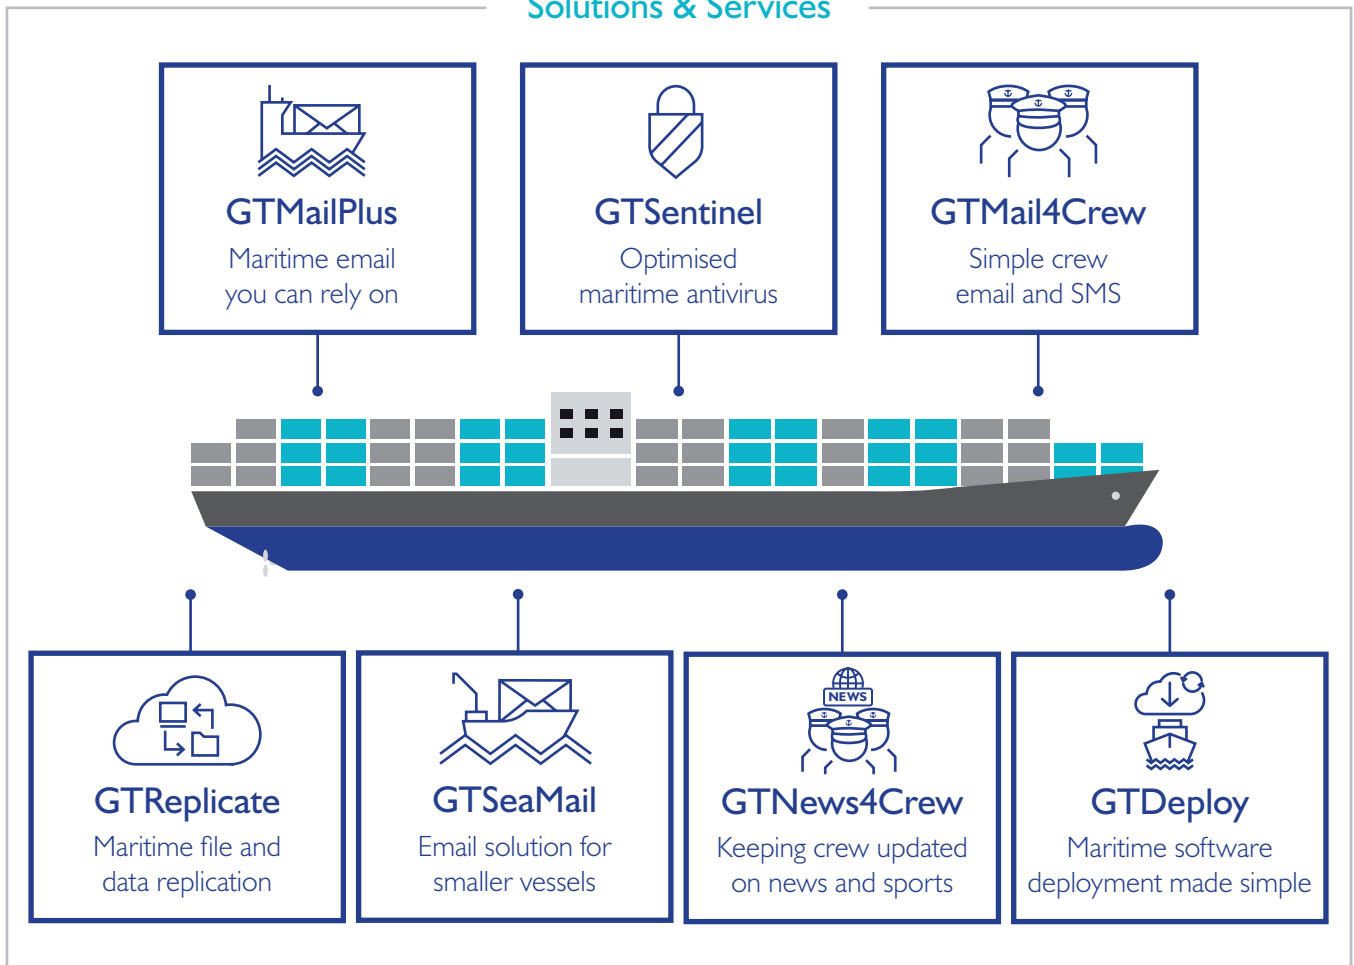 Solutions & Services
GTMailPlus
Maritime email
you can rely on
GTSentinel
Optimised
maritime antivirus
GTMail4Crew
Simple crew
email and SMS
GTReplicate
Maritime file and
data replication
GTSeaMail
Email solution for
smaller vessels
NEWS
GTNews4Crew
Keeping crew updated
on news and sports
GTDeploy
Maritime software
deployment made simple